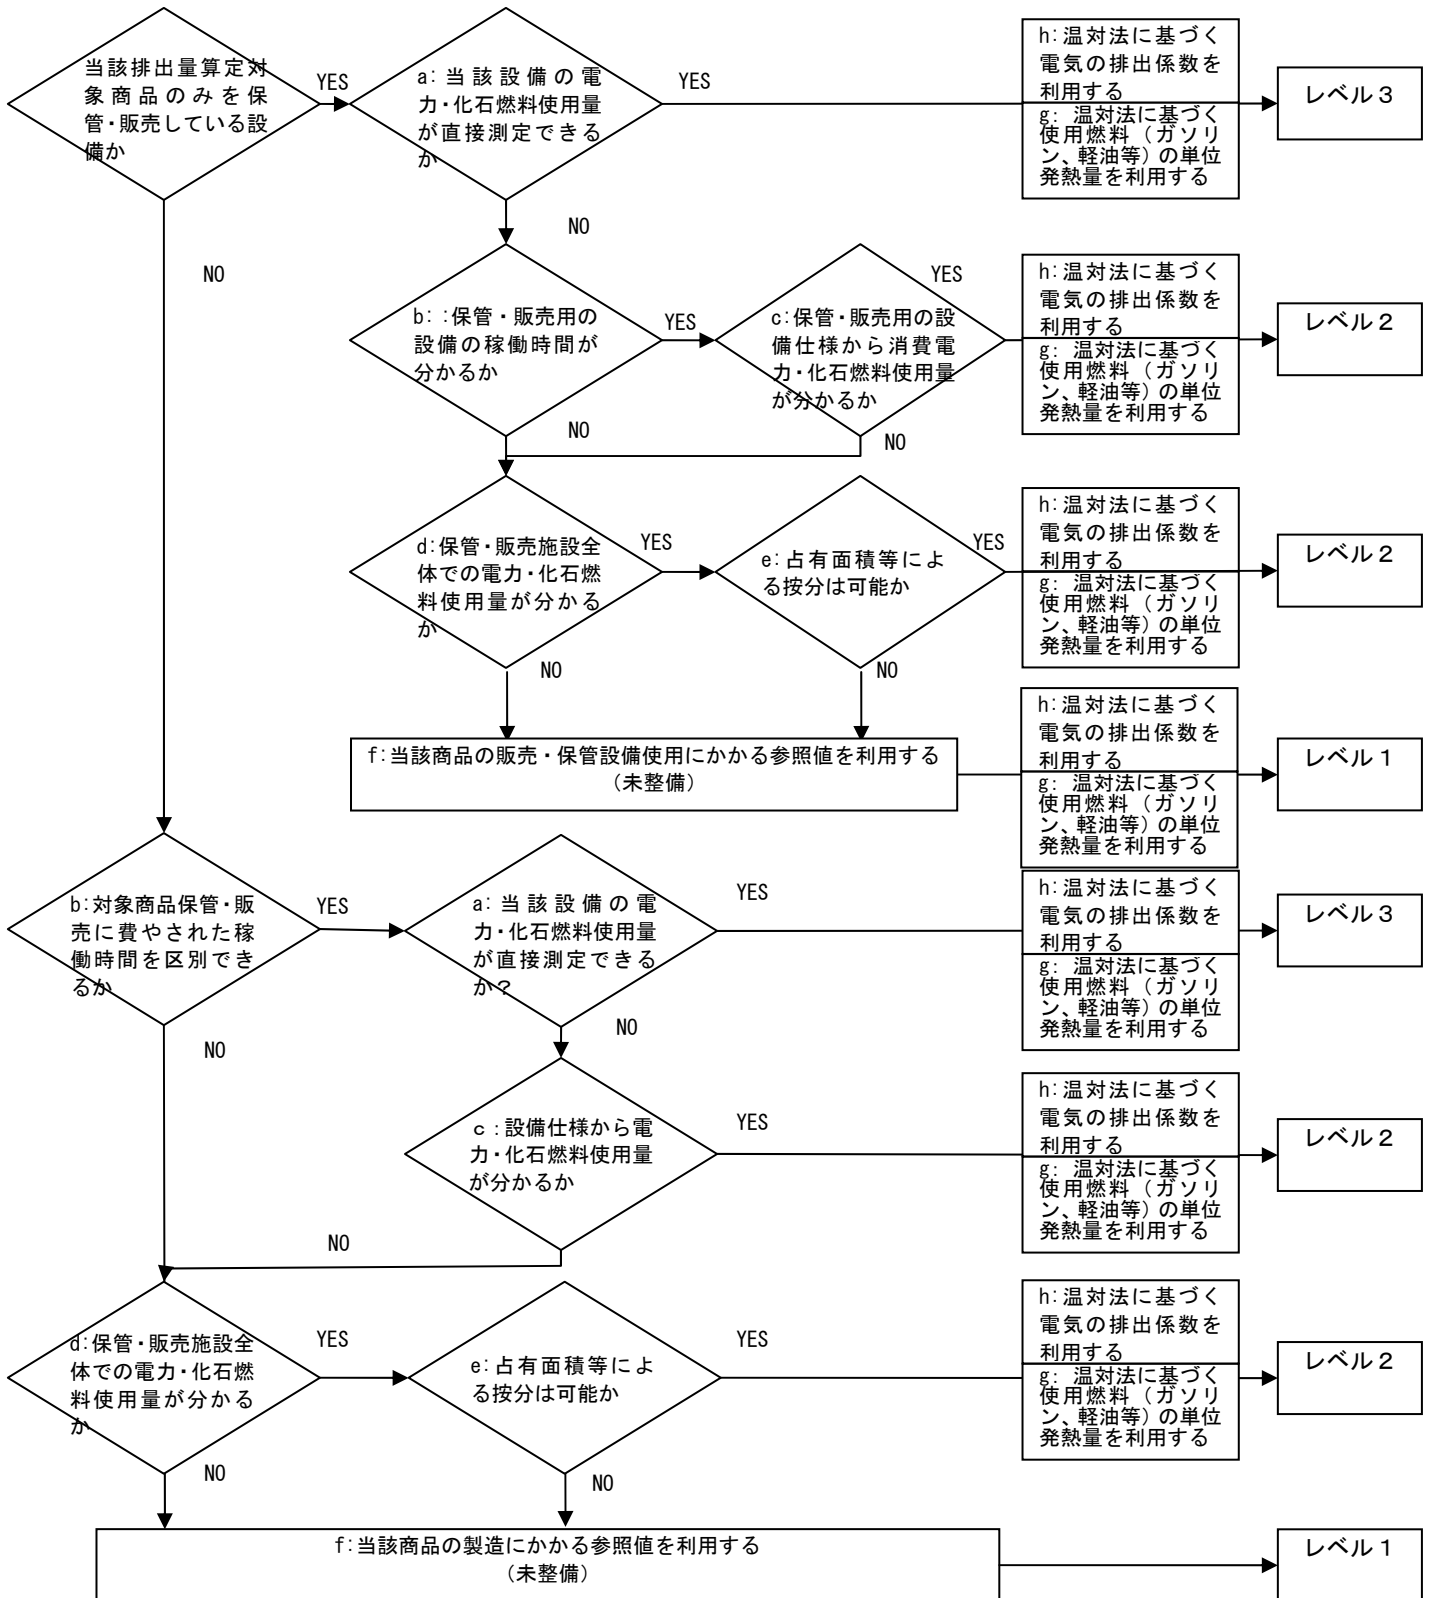 当該排出量算定対
象商品のみを保
管・販売している設
備か
YES
a:当該設備の電
力・化石燃料使用量
が直接測定できる
か
YES
h:温対法に基づく
電気の排出係数を
利用する
g: 温対法に基づく
使用燃料（ガソリ
ン、軽油等）の単位
発熱量を利用する
レベル３
NO
NO
b: :保管・販売用の
設備の稼働時間が
分かるか
YES
c:保管・販売用の設
備仕様から消費電
力・化石燃料使用量
が分かるか
YES
h:温対法に基づく
電気の排出係数を
利用する
g: 温対法に基づく
使用燃料（ガソリ
ン、軽油等）の単位
発熱量を利用する
レベル２
NO
NO
d:保管・販売施設全
体での電力・化石燃
料使用量が分かる
か
YES
e:占有面積等によ
る按分は可能か
YES
h:温対法に基づく
電気の排出係数を
利用する
g: 温対法に基づく
使用燃料（ガソリ
ン、軽油等）の単位
発熱量を利用する
レベル２
NO
NO
f:当該商品の販売・保管設備使用にかかる参照値を利用する
（未整備）
h:温対法に基づく
電気の排出係数を
利用する
g: 温対法に基づく
使用燃料（ガソリ
ン、軽油等）の単位
発熱量を利用する
レベル１
b:対象商品保管・販
売に費やされた稼
働時間を区別でき
るか
YES
a:当該設備の電
力・化石燃料使用量
が直接測定できる
か？
YES
h:温対法に基づく
電気の排出係数を
利用する
g: 温対法に基づく
使用燃料（ガソリ
ン、軽油等）の単位
発熱量を利用する
レベル３
NO
NO
ｃ:設備仕様から電
力・化石燃料使用量
が分かるか
YES
h:温対法に基づく
電気の排出係数を
利用する
g: 温対法に基づく
使用燃料（ガソリ
ン、軽油等）の単位
発熱量を利用する
レベル２
NO
d:保管・販売施設全
体での電力・化石燃
料使用量が分かる
か
YES
e:占有面積等によ
る按分は可能か
YES
h:温対法に基づく
電気の排出係数を
利用する
g: 温対法に基づく
使用燃料（ガソリ
ン、軽油等）の単位
発熱量を利用する
レベル２
NO
NO
f:当該商品の製造にかかる参照値を利用する
（未整備）
レベル１